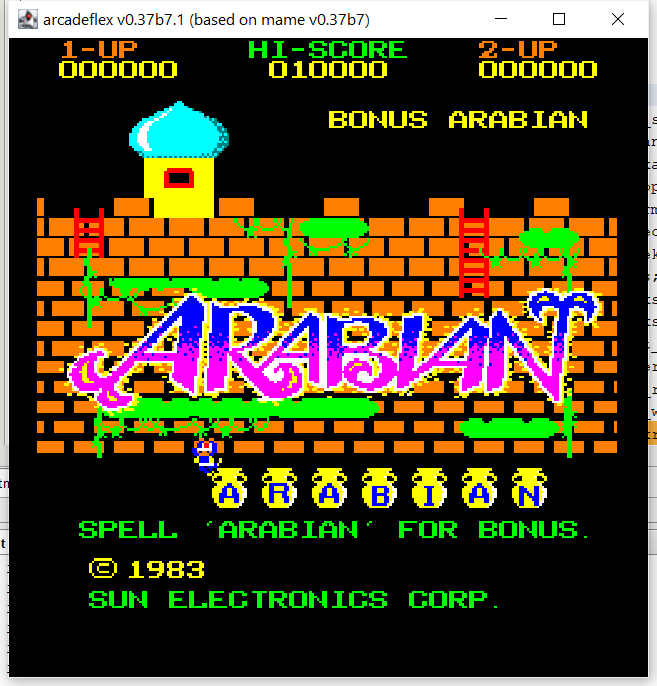 arcadeflex v0.37b7.1 (based on mame v0.37b7)
1-UP HI-SCORE 2-UP
000000 010000 000000
BONUS ARABIAN
ARABIAN
A R A B I A N
SPELL 'ARABIAN' FOR BONUS.
© 1983
SUN ELECTRONICS CORP.